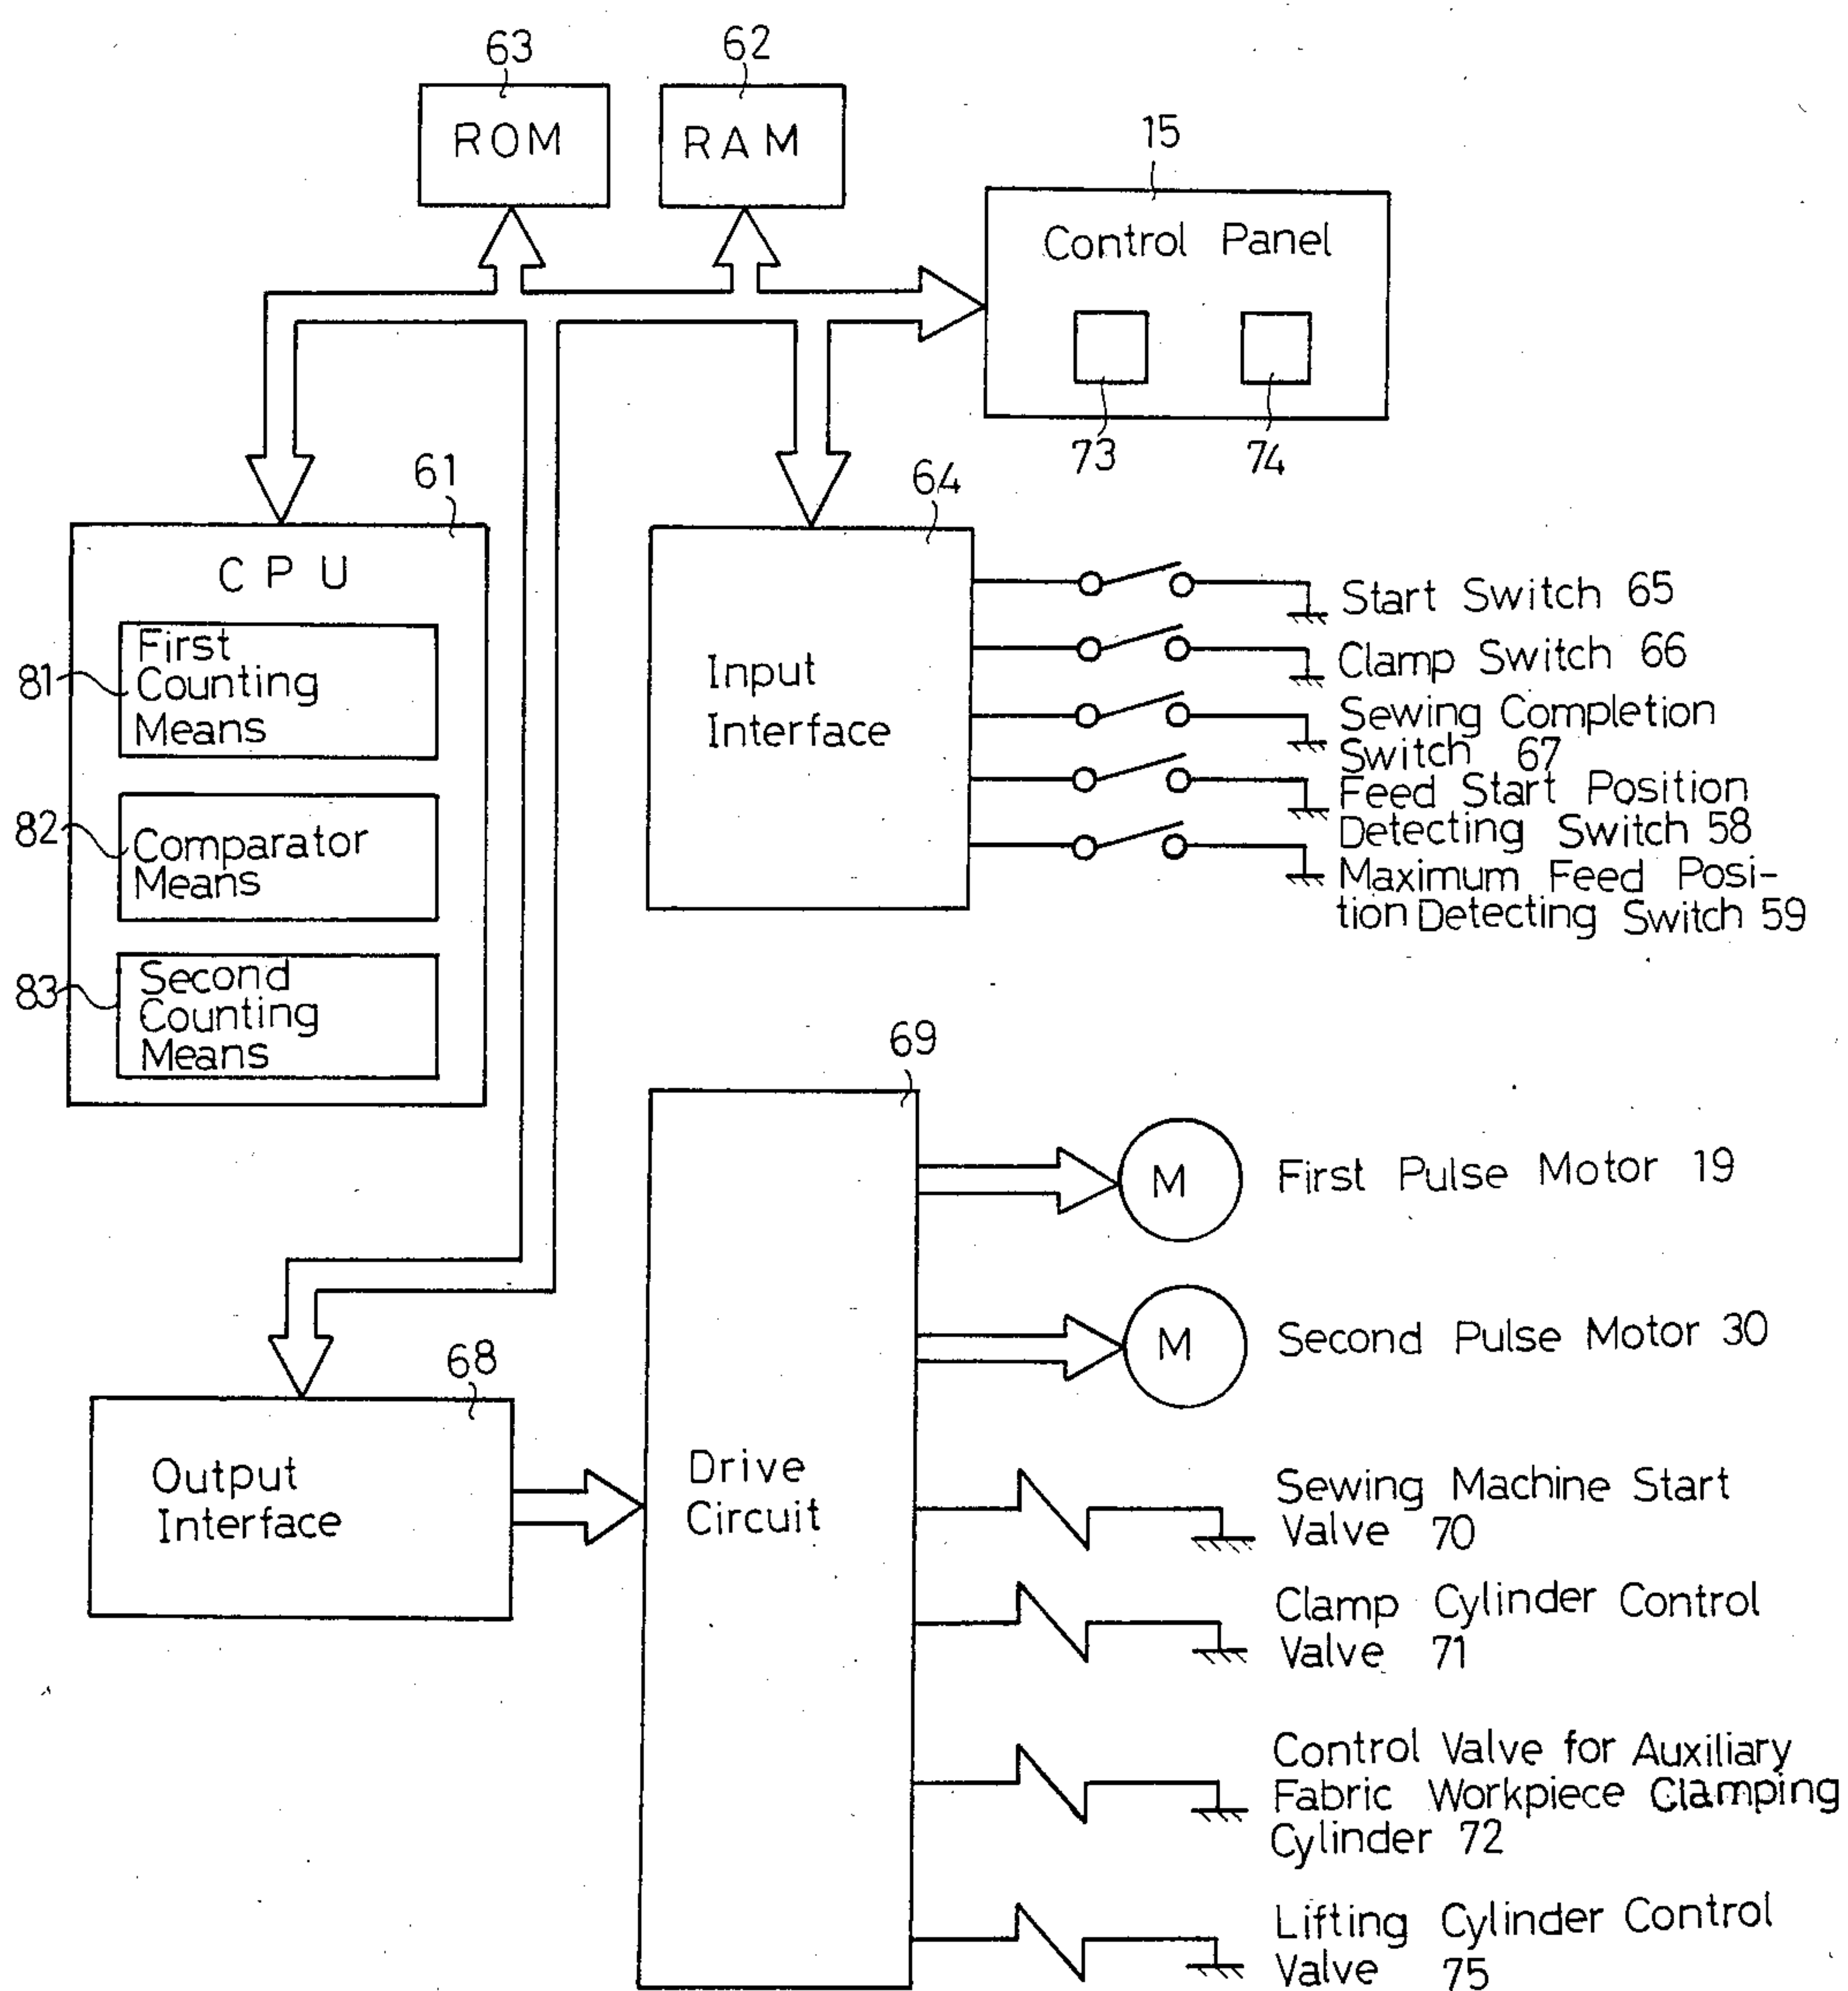 63
62
ROM
RAM
15
Control Panel
73
74
61
CPU
81
First
Counting
Means
82
Comparator
Means
83
Second
Counting
Means
64
Input
Interface
Start Switch 65
Clamp Switch 66
Sewing Completion
Switch 67
Feed Start Position
Detecting Switch 58
Maximum Feed Posi-
tion Detecting Switch 59
69
Drive
Circuit
68
Output
Interface
M
First Pulse Motor 19
M
Second Pulse Motor 30
Sewing Machine Start
Valve 70
Clamp Cylinder Control
Valve 71
Control Valve for Auxiliary
Fabric Workpiece Clamping
Cylinder 72
Lifting Cylinder Control
Valve 75